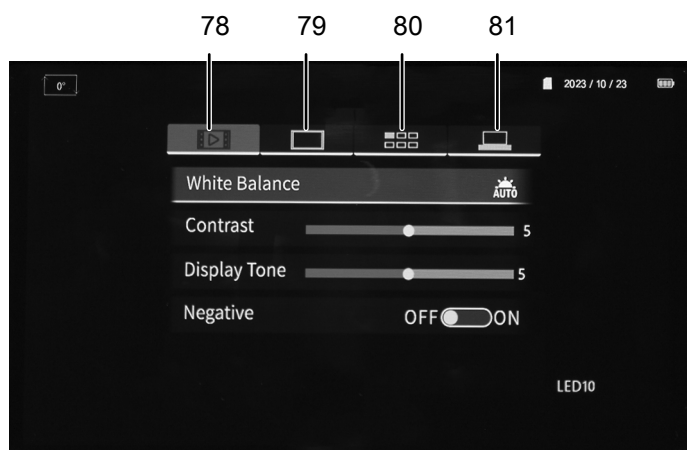 78 79 80 81
0°
2023 / 10 / 23
White Balance
AUTO
Contrast 5
Display Tone 5
Negative OFF ON
LED10